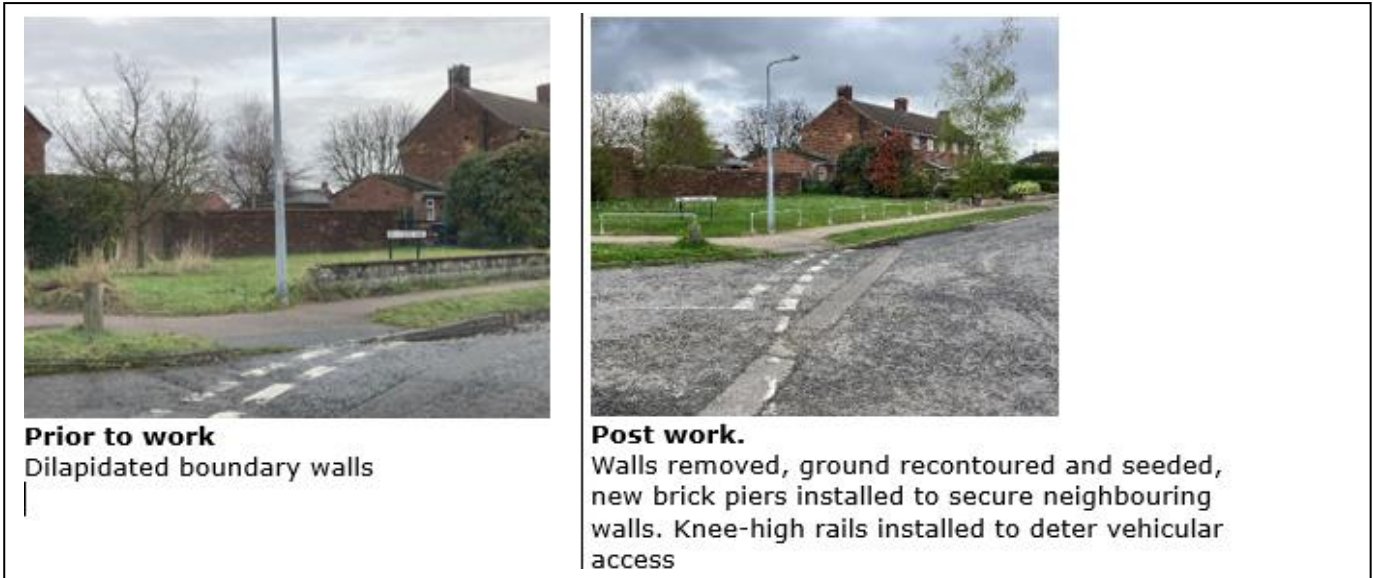 Prior to work
Dilapidated boundary walls
Post work.
Walls removed, ground recontoured and seeded,
new brick piers installed to secure neighbouring
walls. Knee-high rails installed to deter vehicular
access